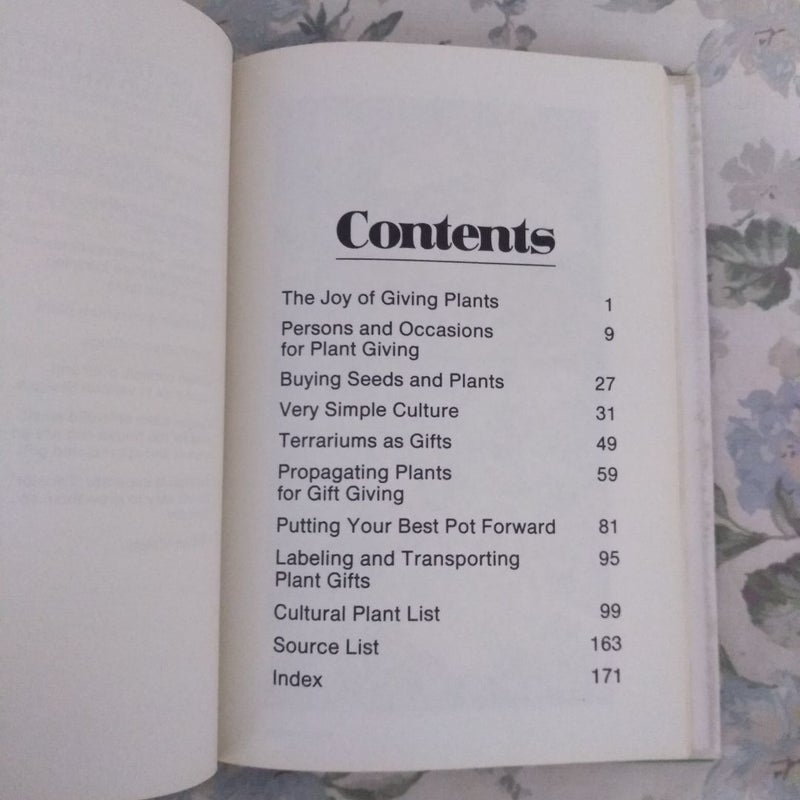 Contents
The Joy of Giving Plants 1
Persons and Occasions 9
for Plant Giving
Buying Seeds and Plants 27
Very Simple Culture 31
Terrariums as Gifts 49
Propagating Plants 59
for Gift Giving
Putting Your Best Pot Forward 81
Labeling and Transporting 95
Plant Gifts
Cultural Plant List 99
Source List 163
Index 171